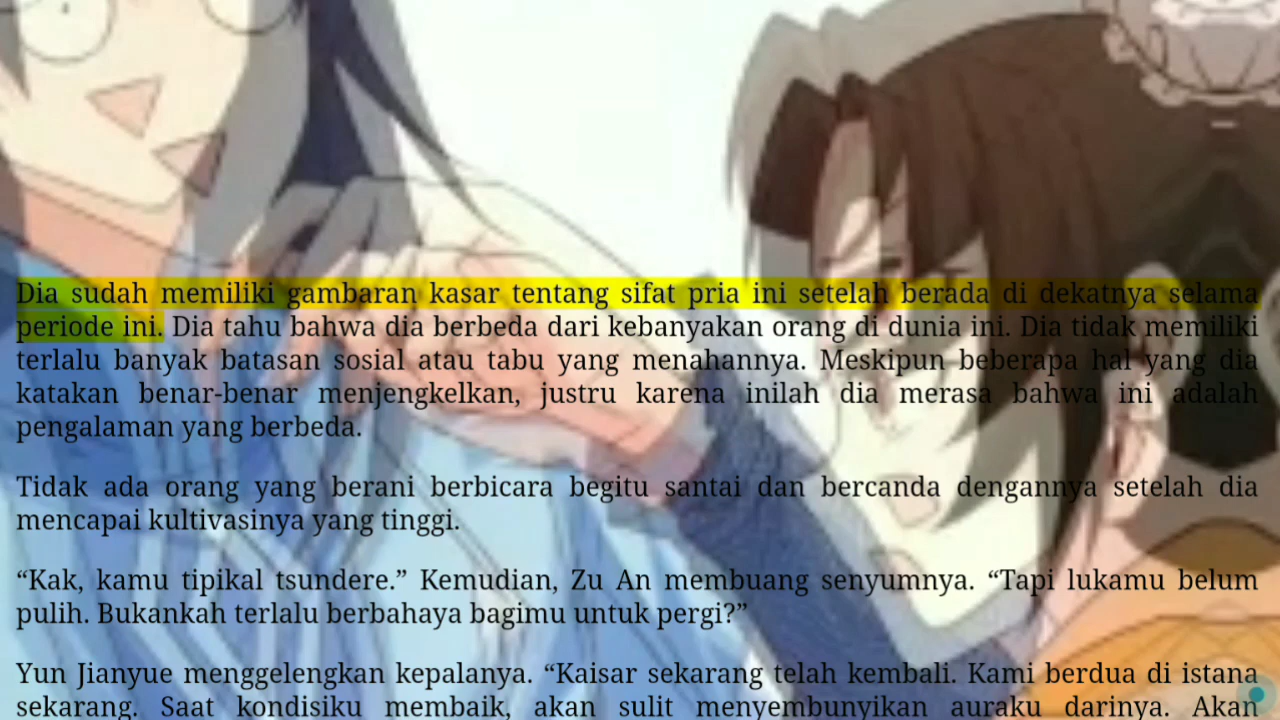 Dia sudah memiliki gambaran kasar tentang sifat pria ini setelah berada di dekatnya selama
periode ini. Dia tahu bahwa dia berbeda dari kebanyakan orang di dunia ini. Dia tidak memiliki
terlalu banyak batasan sosial atau tabu yang menahannya. Meskipun beberapa hal yang dia
katakan benar-benar menjengkelkan, justru karena inilah dia merasa bahwa ini adalah
pengalaman yang berbeda.
Tidak ada orang yang berani berbicara begitu santai dan bercanda dengannya setelah dia
mencapai kultivasinya yang tinggi.
“Kak, kamu tipikal tsundere.” Kemudian, Zu An membuang senyumnya. “Tapi lukamu belum
pulih. Bukankah terlalu berbahaya bagimu untuk pergi?”
Yun Jianyue menggelengkan kepalanya. “Kaisar sekarang telah kembali. Kami berdua di istana
sekarang. Saat kondisiku membaik, akan sulit menyembunyikan auraku darinya. Akan